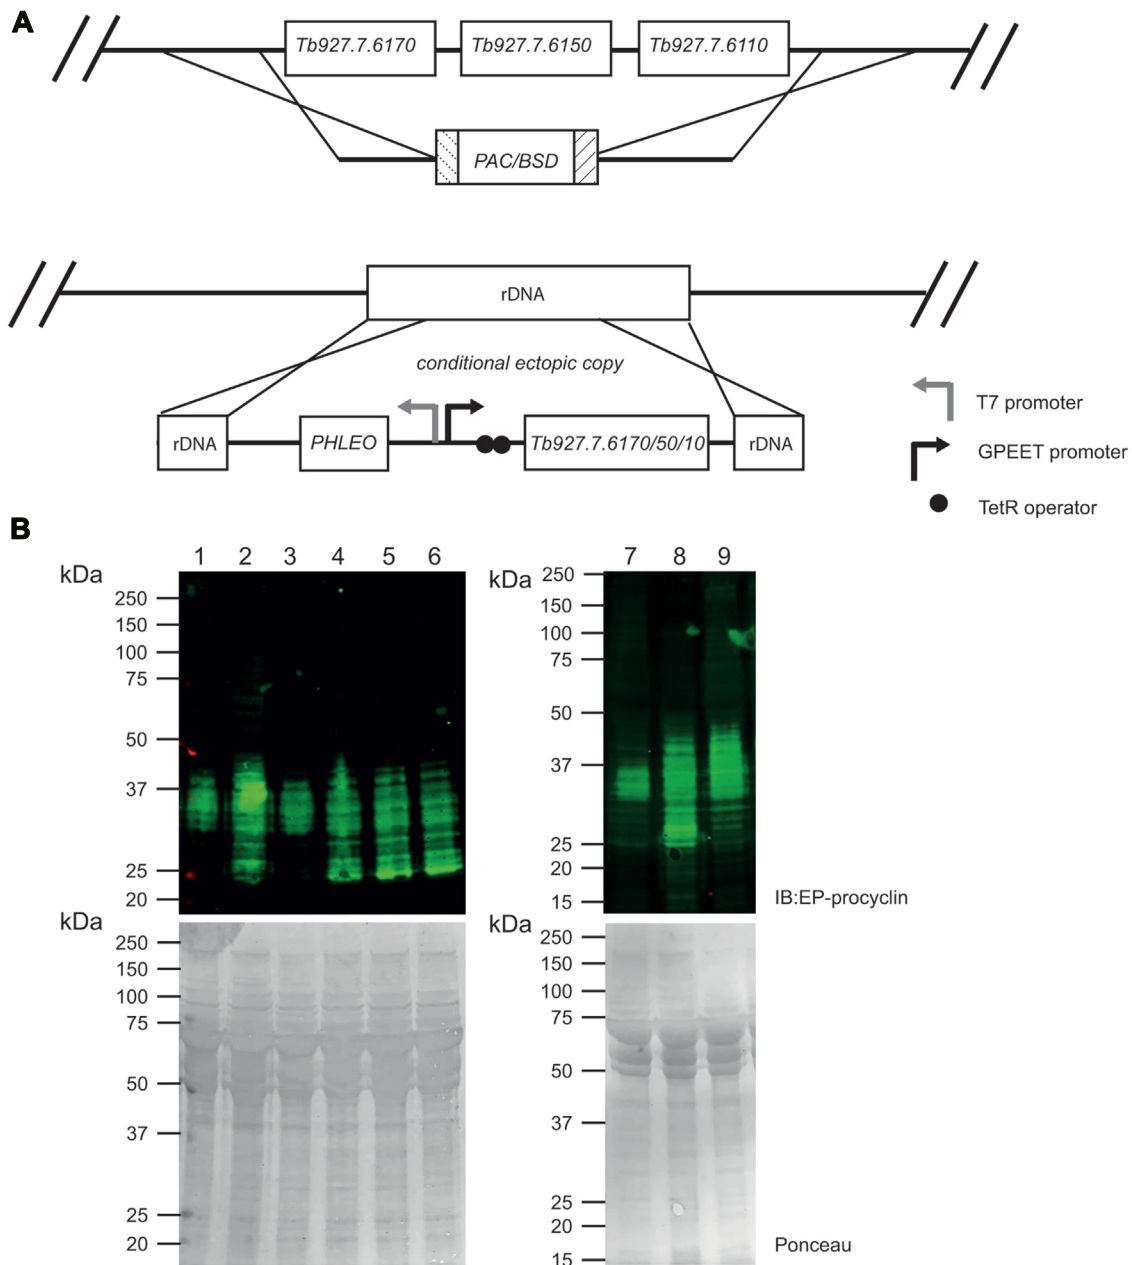 A
Tb927.7.6170 Tb927.7.6150 Tb927.7.6110
PAC/BSD
rDNA
conditional ectopic copy
rDNA PHLEO Tb927.7.6170/50/10 rDNA
T7 promoter
GPEET promoter
TetR operator
B
1 2 3 4 5 6
kDa
250
150
100
75
50
37
25
20
7 8 9
kDa
250
150
100
75
50
37
25
20
15
IB:EP-procyclin
kDa
250
150
100
75
50
37
25
20
kDa
250
150
100
75
50
37
25
20
15
Ponceau